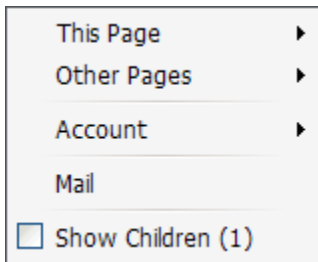 This Page
Other Pages
Account
Mail
Show Children (1)